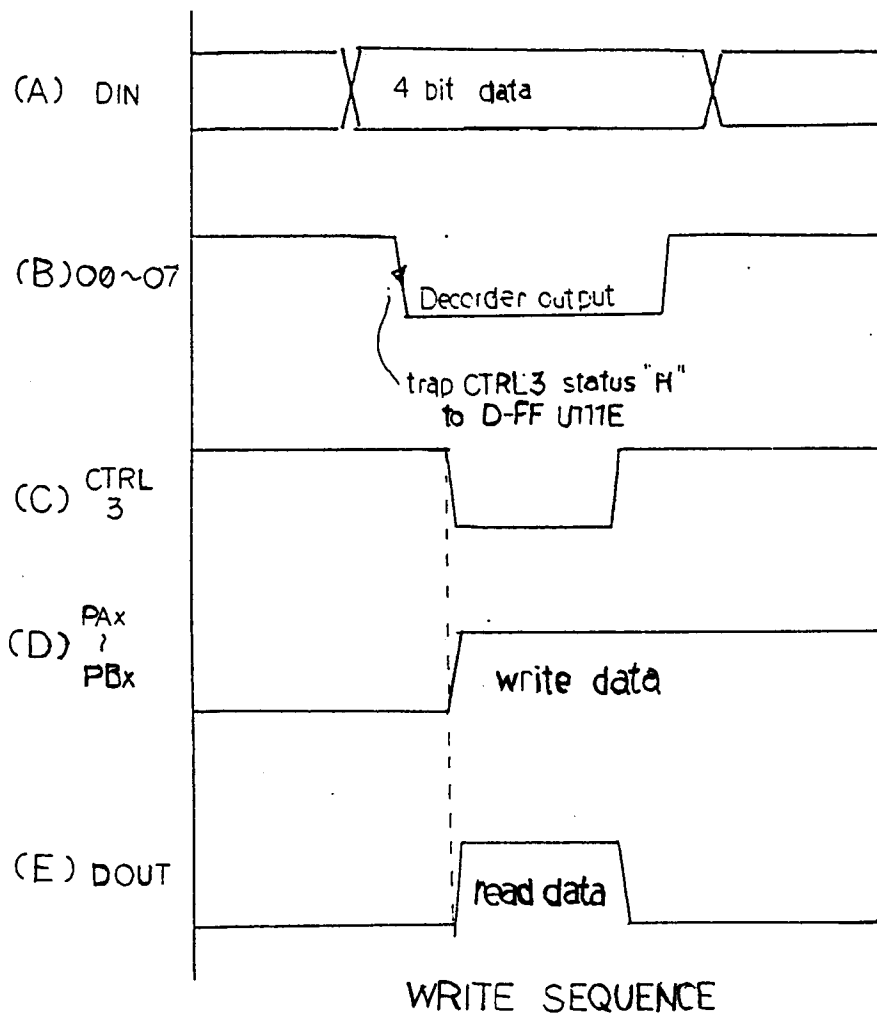 (A) DIN
4 bit data
(B) O0~O7
Decorder output
trap CTRL3 status "H"
to D-FF U111E
(C) CTRL
3
(D) PAx
~
PBx
write data
(E) DOUT
read data
WRITE SEQUENCE